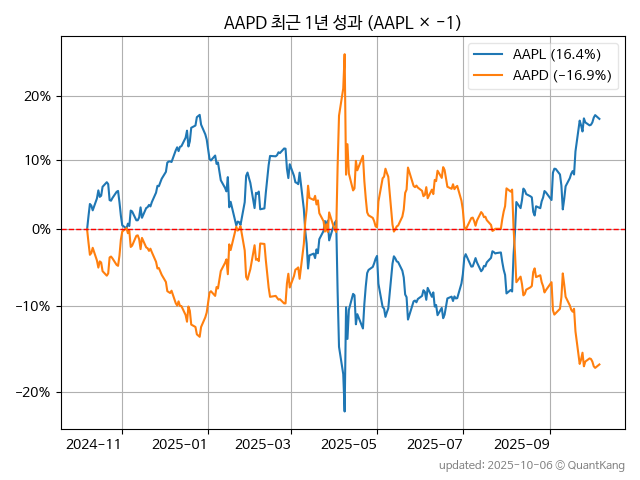 AAPD 최근 1년 성과 (AAPL × −1)
AAPL (16.4%)
AAPD (−16.9%)
20%
10%
0%
−10%
−20%
2024−11
2025−01
2025−03
2025−05
2025−07
2025−09
updated: 2025-10-06 © QuantKang